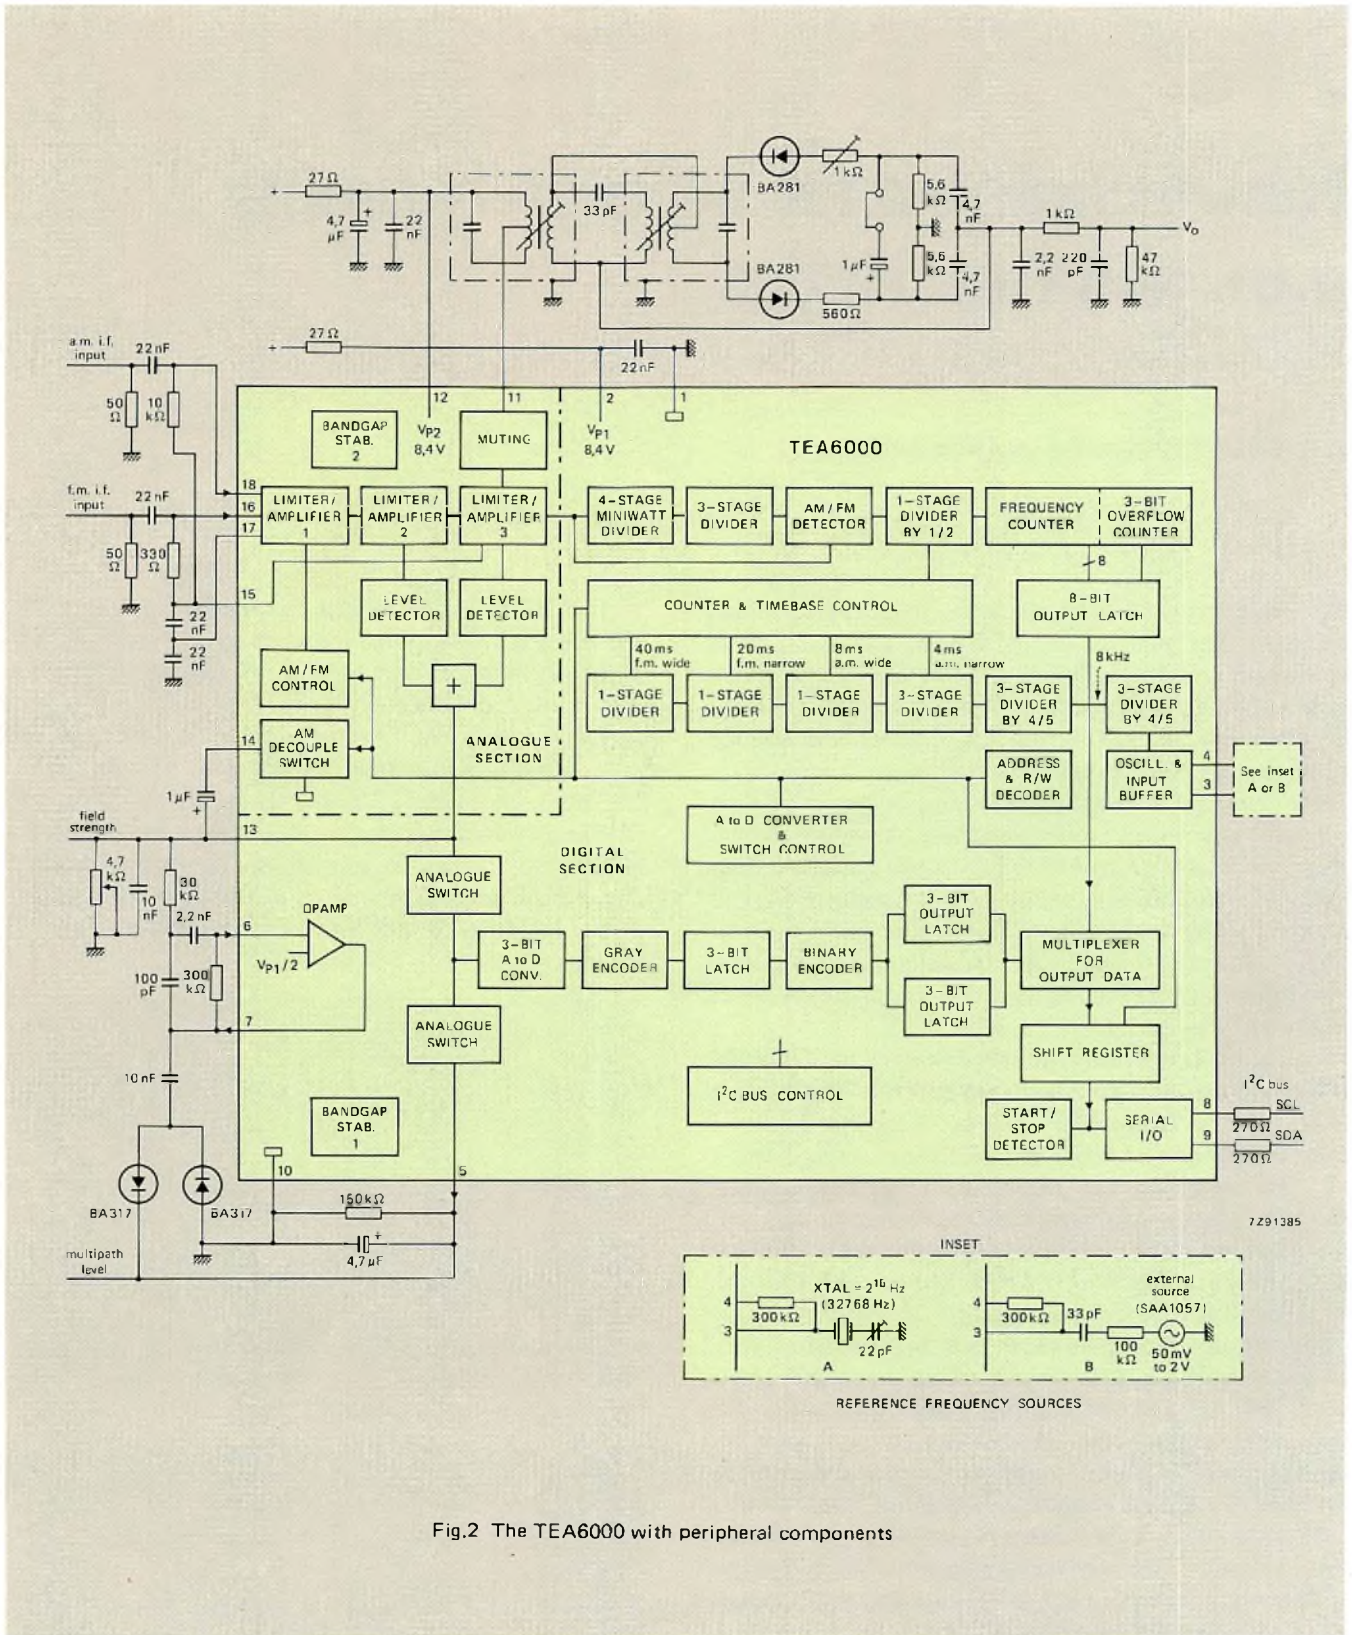 27Ω
4,7
µF
+
22
nF
33 pF
BA281
1kΩ
5,6
kΩ
4,7
nF
1µF
+
5,6
kΩ
4,7
nF
BA281
560Ω
1kΩ
Vo
2,2
nF
220
pF
47
kΩ
27Ω
22nF
a.m. i.f.
input
22nF
50
Ω
10
kΩ
f.m. i.f.
input
22nF
50
Ω
330
Ω
22
nF
22
nF
12
11
2
1
BANDGAP
STAB.
2
VP2
8,4V
MUTING
VP1
8,4V
TEA6000
18
16
17
15
LIMITER/
AMPLIFIER
1
LIMITER/
AMPLIFIER
2
LIMITER/
AMPLIFIER
3
4-STAGE
MINIWATT
DIVIDER
3-STAGE
DIVIDER
AM/FM
DETECTOR
1-STAGE
DIVIDER
BY 1/2
FREQUENCY
COUNTER
3-BIT
OVERFLOW
COUNTER
8
LEVEL
DETECTOR
LEVEL
DETECTOR
COUNTER & TIMEBASE CONTROL
8-BIT
OUTPUT LATCH
40ms
f.m. wide
20ms
f.m. narrow
8ms
a.m. wide
4ms
a.m. narrow
8kHz
AM/FM
CONTROL
+
1-STAGE
DIVIDER
1-STAGE
DIVIDER
1-STAGE
DIVIDER
3-STAGE
DIVIDER
3-STAGE
DIVIDER
BY 4/5
3-STAGE
DIVIDER
BY 4/5
14
AM
DECOUPLE
SWITCH
ANALOGUE
SECTION
ADDRESS
& R/W
DECODER
OSCILL. &
INPUT
BUFFER
4
3
See inset
A or B
1µF
+
field
strength
13
DIGITAL
SECTION
A to D CONVERTER
&
SWITCH CONTROL
4,7
kΩ
10
nF
30
kΩ
2,2nF
6
OPAMP
VP1/2
100
pF
300
kΩ
7
10nF
ANALOGUE
SWITCH
3-BIT
A to D
CONV.
GRAY
ENCODER
3-BIT
LATCH
BINARY
ENCODER
3-BIT
OUTPUT
LATCH
3-BIT
OUTPUT
LATCH
MULTIPLEXER
FOR
OUTPUT DATA
ANALOGUE
SWITCH
SHIFT REGISTER
I²C BUS CONTROL
START/
STOP
DETECTOR
SERIAL
I/O
8
9
I²C bus
SCL
270Ω
SDA
270Ω
BANDGAP
STAB.
1
10
5
BA317
BA317
150kΩ
4,7µF
+
multipath
level
7Z91385
INSET
4
3
300kΩ
XTAL = 2¹⁶ Hz
(32768 Hz)
22pF
A
4
3
300kΩ
33pF
100
kΩ
external
source
(SAA1057)
50mV
to 2V
B
REFERENCE FREQUENCY SOURCES
Fig.2 The TEA6000 with peripheral components